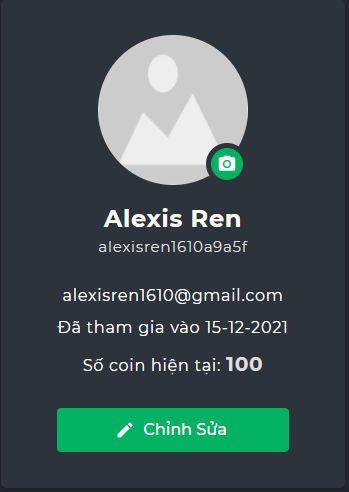 Alexis Ren
alexisren1610a9a5f
alexisren1610@gmail.com
Đã tham gia vào 15-12-2021
Số coin hiện tại: 100
Chỉnh Sửa